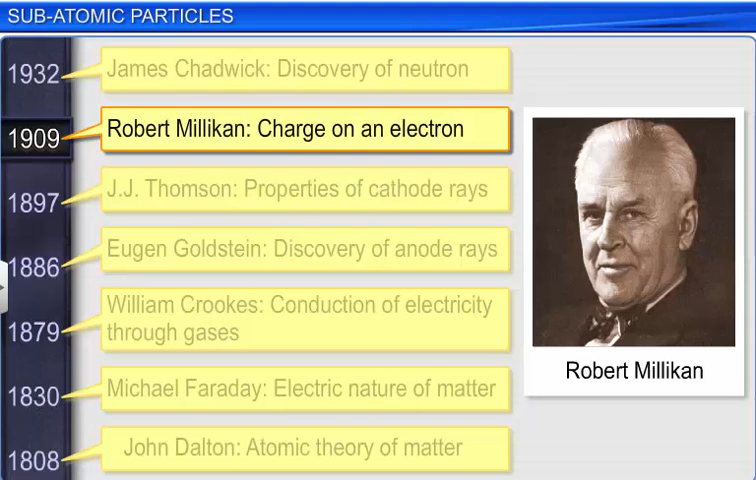 SUB-ATOMIC PARTICLES
1932
James Chadwick: Discovery of neutron
1909
Robert Millikan: Charge on an electron
1897
J.J. Thomson: Properties of cathode rays
1886
Eugen Goldstein: Discovery of anode rays
1879
William Crookes: Conduction of electricity
through gases
1830
Michael Faraday: Electric nature of matter
1808
John Dalton: Atomic theory of matter
Robert Millikan